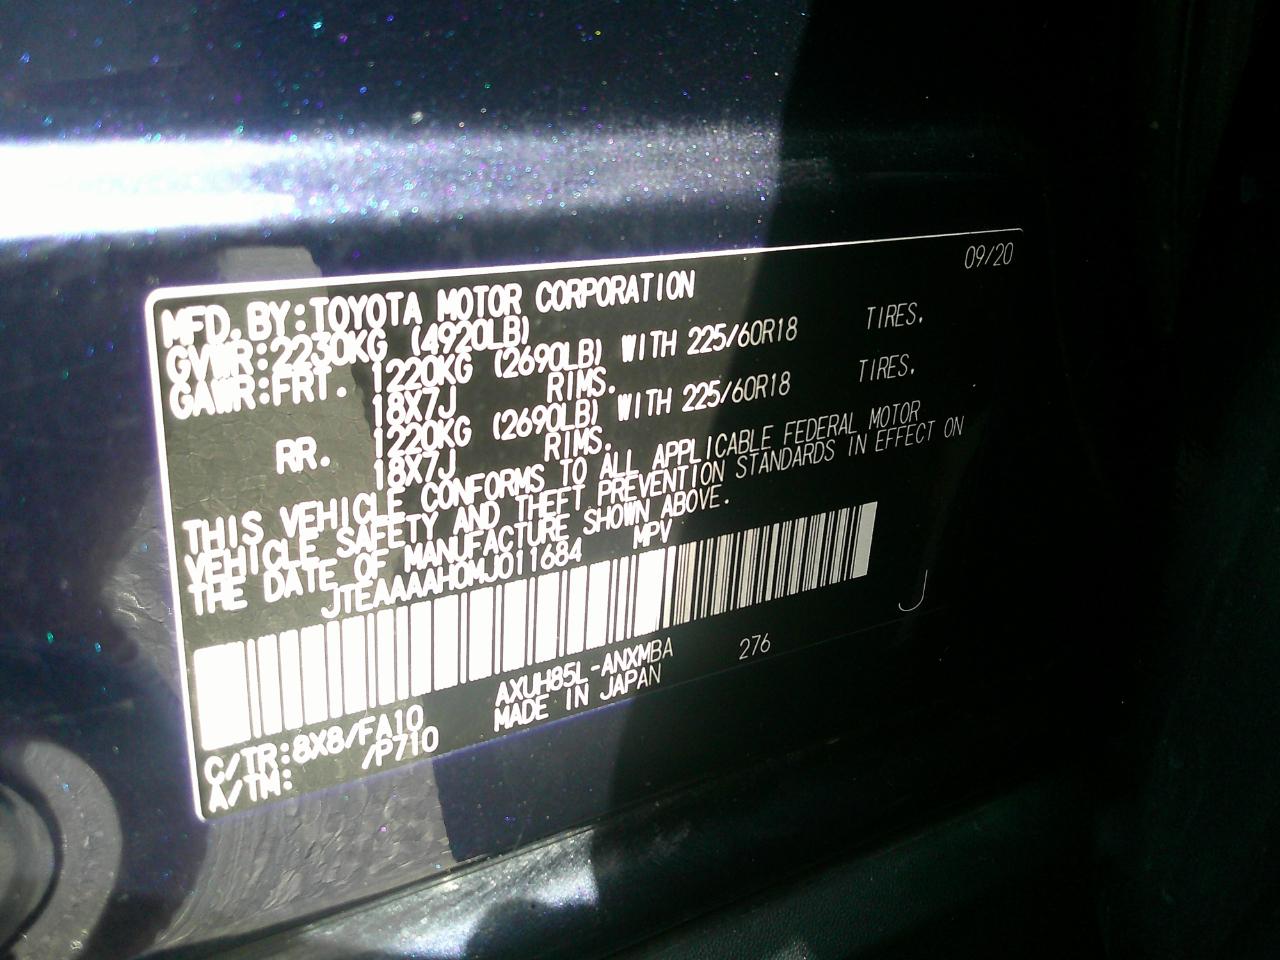 09/20
MFD. BY: TOYOTA MOTOR CORPORATION
GVWR: 2230KG (4920LB)
GAWR: FRT. 1220KG (2690LB) WITH 225/60R18 TIRES.
18X7J RIMS.
RR. 1220KG (2690LB) WITH 225/60R18 TIRES.
18X7J RIMS.
THIS VEHICLE CONFORMS TO ALL APPLICABLE FEDERAL MOTOR
VEHICLE SAFETY AND THEFT PREVENTION STANDARDS IN EFFECT ON
THE DATE OF MANUFACTURE SHOWN ABOVE.
JTEAAAAH0MJ011684 MPV
J
AXUH85L-ANXMBA 276
C/TR: 8X8/FA10 MADE IN JAPAN
A/TM: /P710